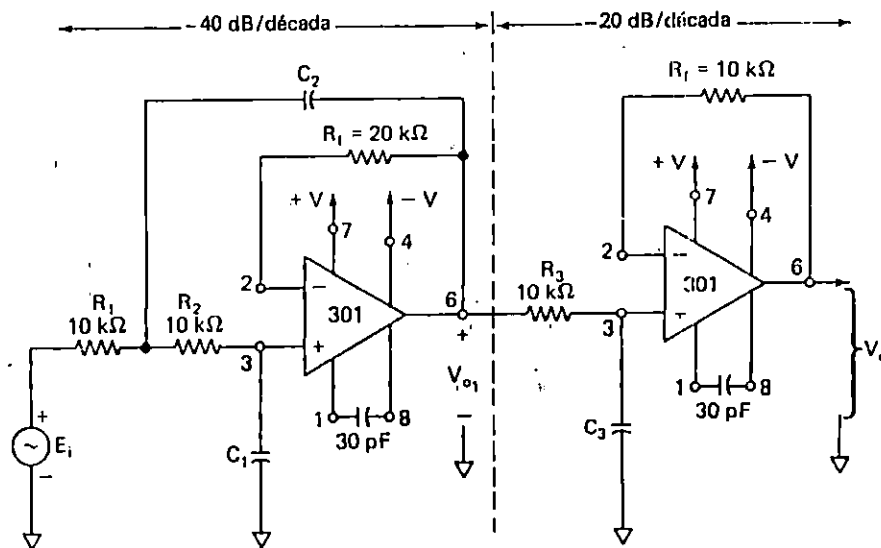 -40 dB/década
-20 dB/década
C2
Rf = 10 kΩ
Rf = 20 kΩ
+ V
- V
7
4
+ V
- V
7
4
2
-
301
+
6
+
2
301
6
R1
10 kΩ
R2
10 kΩ
3
R3
10 kΩ
3
Vo1
-
1
8
30 pF
1
8
30 pF
+
Ei
-
C1
C3